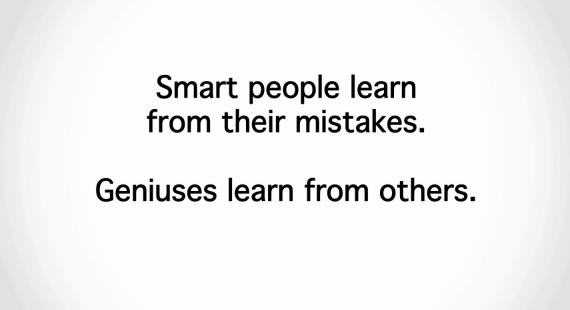 Smart people learn
from their mistakes.
Geniuses learn from others.